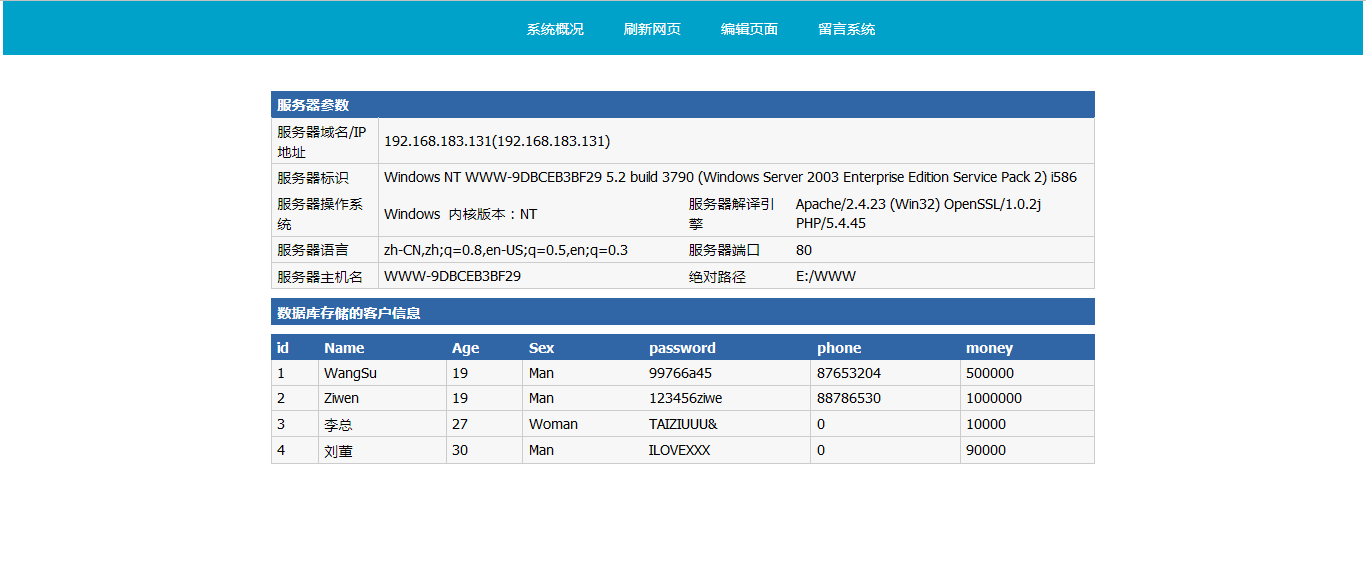 系统概况 刷新网页 编辑页面 留言系统
服务器参数
服务器域名/IP
地址
192.168.183.131(192.168.183.131)
服务器标识 Windows NT WWW-9DBCEB3BF29 5.2 build 3790 (Windows Server 2003 Enterprise Edition Service Pack 2) i586
服务器操作系
统
Windows 内核版本：NT
服务器解译引
擎
Apache/2.4.23 (Win32) OpenSSL/1.0.2j
PHP/5.4.45
服务器语言 zh-CN,zh;q=0.8,en-US;q=0.5,en;q=0.3 服务器端口 80
服务器主机名 WWW-9DBCEB3BF29 绝对路径 E:/WWW
数据库存储的客户信息
id Name Age Sex password phone money
1 WangSu 19 Man 99766a45 87653204 500000
2 Ziwen 19 Man 123456ziwe 88786530 1000000
3 李总 27 Woman TAIZIUUU& 0 10000
4 刘董 30 Man ILOVEXXX 0 90000